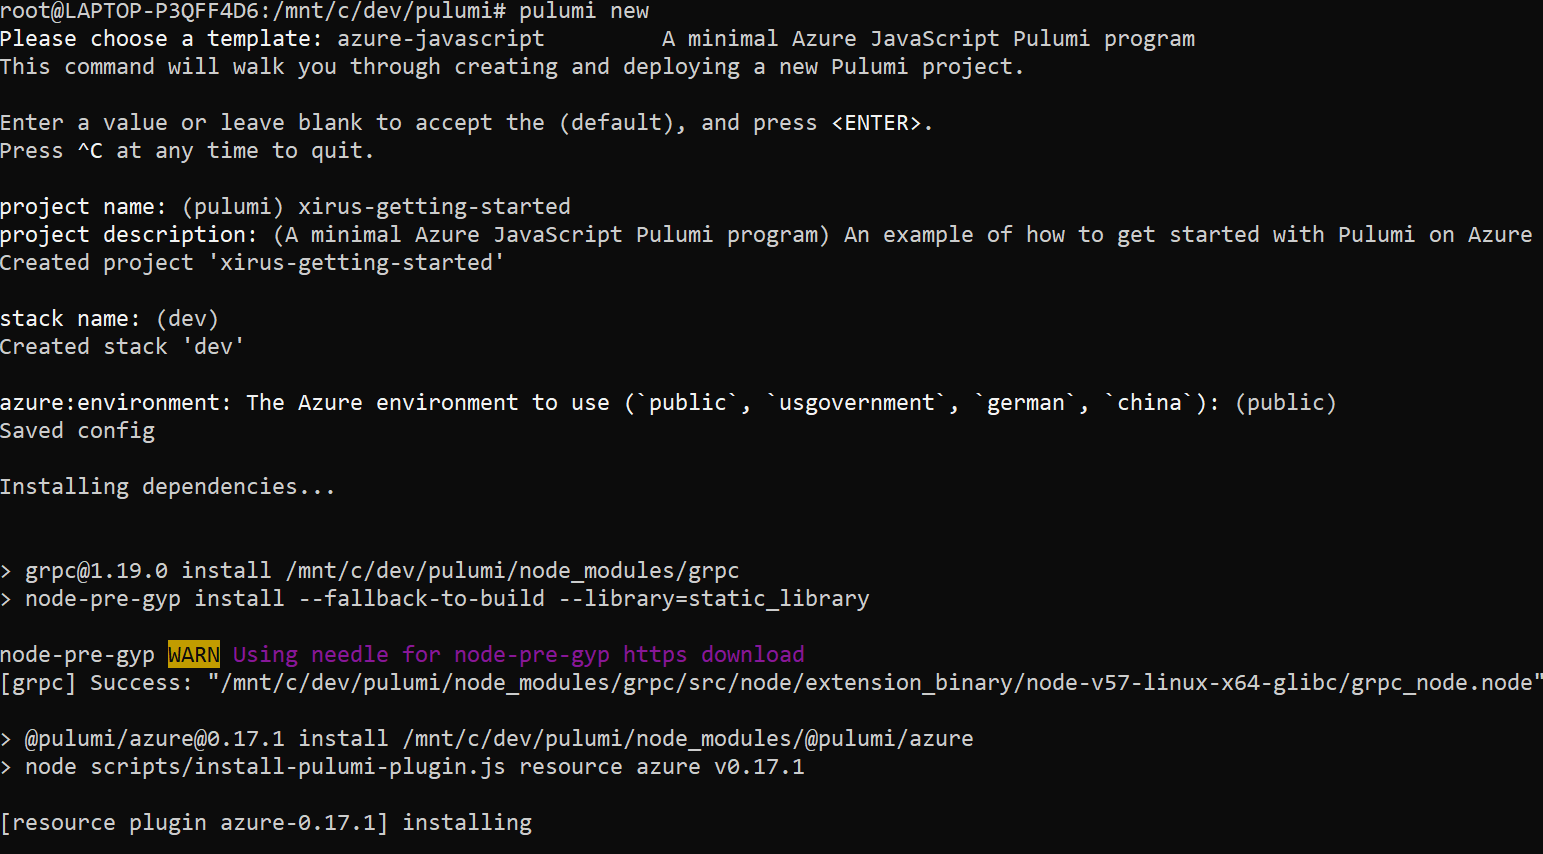 root@LAPTOP-P3QFF4D6:/mnt/c/dev/pulumi# pulumi new
Please choose a template: azure-javascript         A minimal Azure JavaScript Pulumi program
This command will walk you through creating and deploying a new Pulumi project.
Enter a value or leave blank to accept the (default), and press <ENTER>.
Press ^C at any time to quit.
project name: (pulumi) xirus-getting-started
project description: (A minimal Azure JavaScript Pulumi program) An example of how to get started with Pulumi on Azure
Created project 'xirus-getting-started'
stack name: (dev)
Created stack 'dev'
azure:environment: The Azure environment to use (`public`, `usgovernment`, `german`, `china`): (public)
Saved config
Installing dependencies...
> grpc@1.19.0 install /mnt/c/dev/pulumi/node_modules/grpc
> node-pre-gyp install --fallback-to-build --library=static_library
node-pre-gyp WARN Using needle for node-pre-gyp https download
[grpc] Success: "/mnt/c/dev/pulumi/node_modules/grpc/src/node/extension_binary/node-v57-linux-x64-glibc/grpc_node.node"
> @pulumi/azure@0.17.1 install /mnt/c/dev/pulumi/node_modules/@pulumi/azure
> node scripts/install-pulumi-plugin.js resource azure v0.17.1
[resource plugin azure-0.17.1] installing